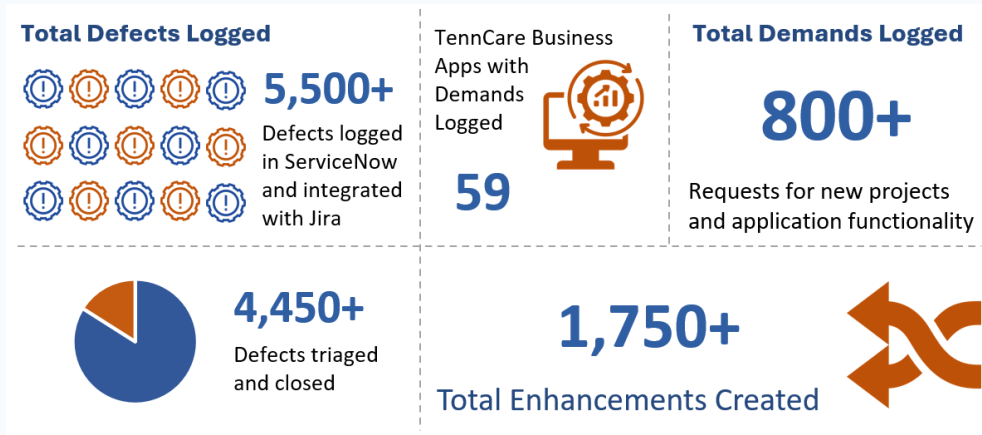 Total Defects Logged
5,500+
Defects logged
in ServiceNow
and integrated
with Jira
TennCare Business
Apps with
Demands
Logged
59
Total Demands Logged
800+
Requests for new projects
and application functionality
4,450+
Defects triaged
and closed
1,750+
Total Enhancements Created